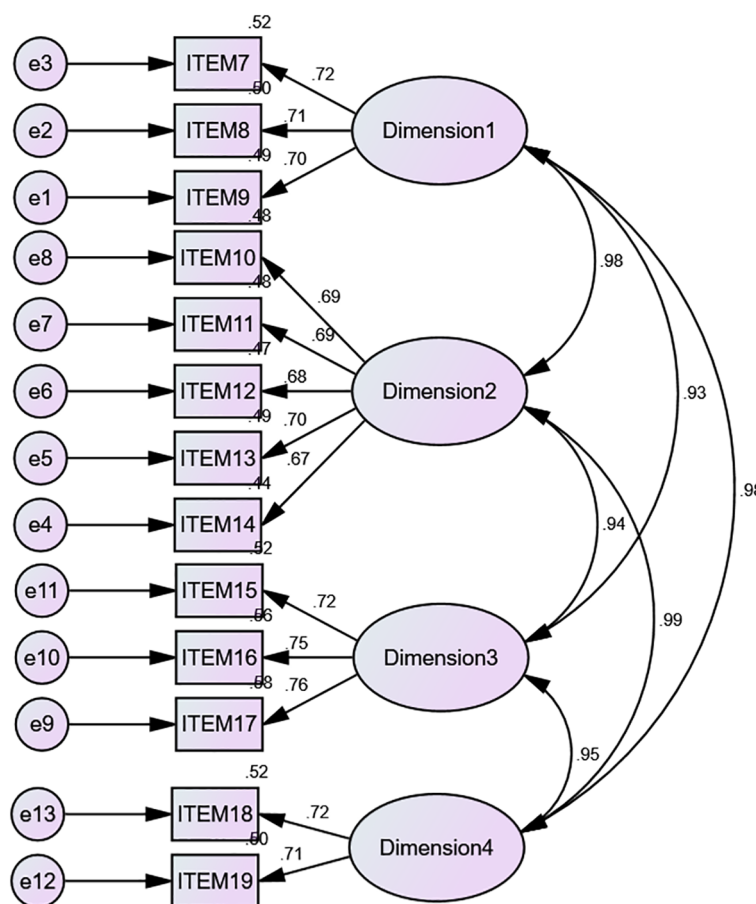 .52
e3 ITEM7 .72
.50
e2 ITEM8 .71 Dimension1
.49 .70
e1 ITEM9
.48
e8 ITEM10 .98
.48 .69
e7 ITEM11 .69
.47
e6 ITEM12 .68 Dimension2 .93
.49 .70
e5 ITEM13 .67
.44 .98
e4 ITEM14 .94
.52
e11 ITEM15 .72
.56 .99
e10 ITEM16 .75 Dimension3
.58 .76
e9 ITEM17
.95
.52
e13 ITEM18 .72
.50 Dimension4
e12 ITEM19 .71